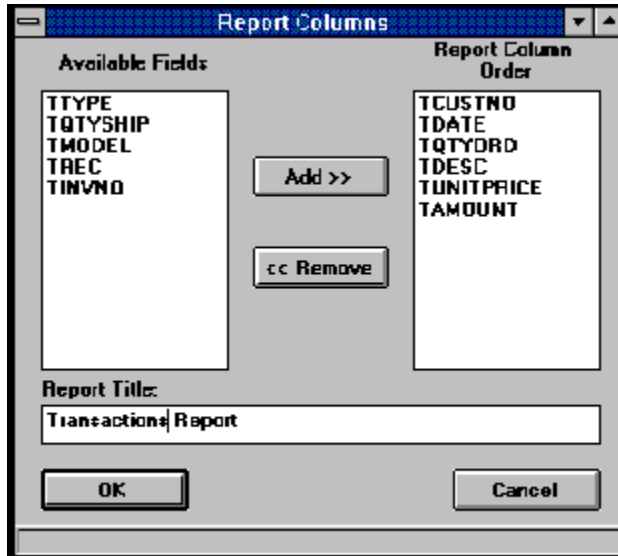 Report Columns
Available Fields
Report Column
Order
TTYPE
TQTYSHIP
TMODEL
TREC
TINVNO
TCUSTNO
TDATE
TQTYORD
TDESC
TUNITPRICE
TAMOUNT
Add >>
<< Remove
Report Title:
Transactions Report
OK
Cancel